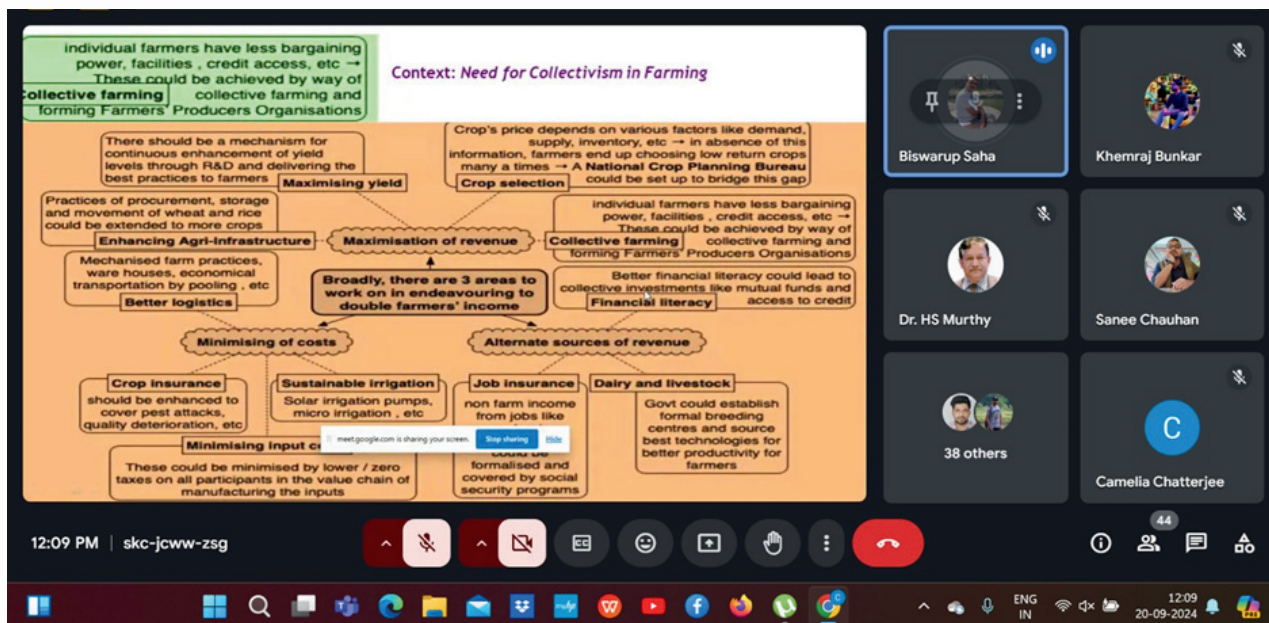 individual farmers have less bargaining
power, facilities , credit access, etc →
These could be achieved by way of
Collective farming collective farming and
forming Farmers' Producers Organisations
Context: Need for Collectivism in Farming
There should be a mechanism for
continuous enhancement of yield
levels through R&D and delivering the
best practices to farmers
Maximising yield
Crop's price depends on various factors like demand,
supply, inventory, etc → in absence of this
information, farmers end up choosing low return crops
many a times → A National Crop Planning Bureau
Crop selection could be set up to bridge this gap
Practices of procurement, storage
and movement of wheat and rice
could be extended to more crops
Enhancing Agri-Infrastructure
Maximisation of revenue
individual farmers have less bargaining
power, facilities , credit access, etc →
These could be achieved by way of
Collective farming collective farming and
forming Farmers' Producers Organisations
Mechanised farm practices,
ware houses, economical
transportation by pooling , etc
Better logistics
Broadly, there are 3 areas to
work on in endeavouring to
double farmers' income
Better financial literacy could lead to
collective investments like mutual funds and
Financial literacy access to credit
Minimising of costs
Alternate sources of revenue
Crop insurance
should be enhanced to
cover pest attacks,
quality deterioration, etc
Sustainable irrigation
Solar irrigation pumps,
micro irrigation , etc
Job insurance
non farm income
from jobs like
could be
formalised and
covered by social
security programs
Dairy and livestock
Govt could establish
formal breeding
centres and source
best technologies for
better productivity for
farmers
Minimising input
These could be minimised by lower / zero
taxes on all participants in the value chain of
manufacturing the inputs
meet.google.com is sharing your screen. Stop sharing Hide
Biswarup Saha
Khemraj Bunkar
Dr. HS Murthy
Sanee Chauhan
38 others
C
Camelia Chatterjee
12:09 PM | skc-jcww-zsg
44
ENG
IN
12:09
20-09-2024